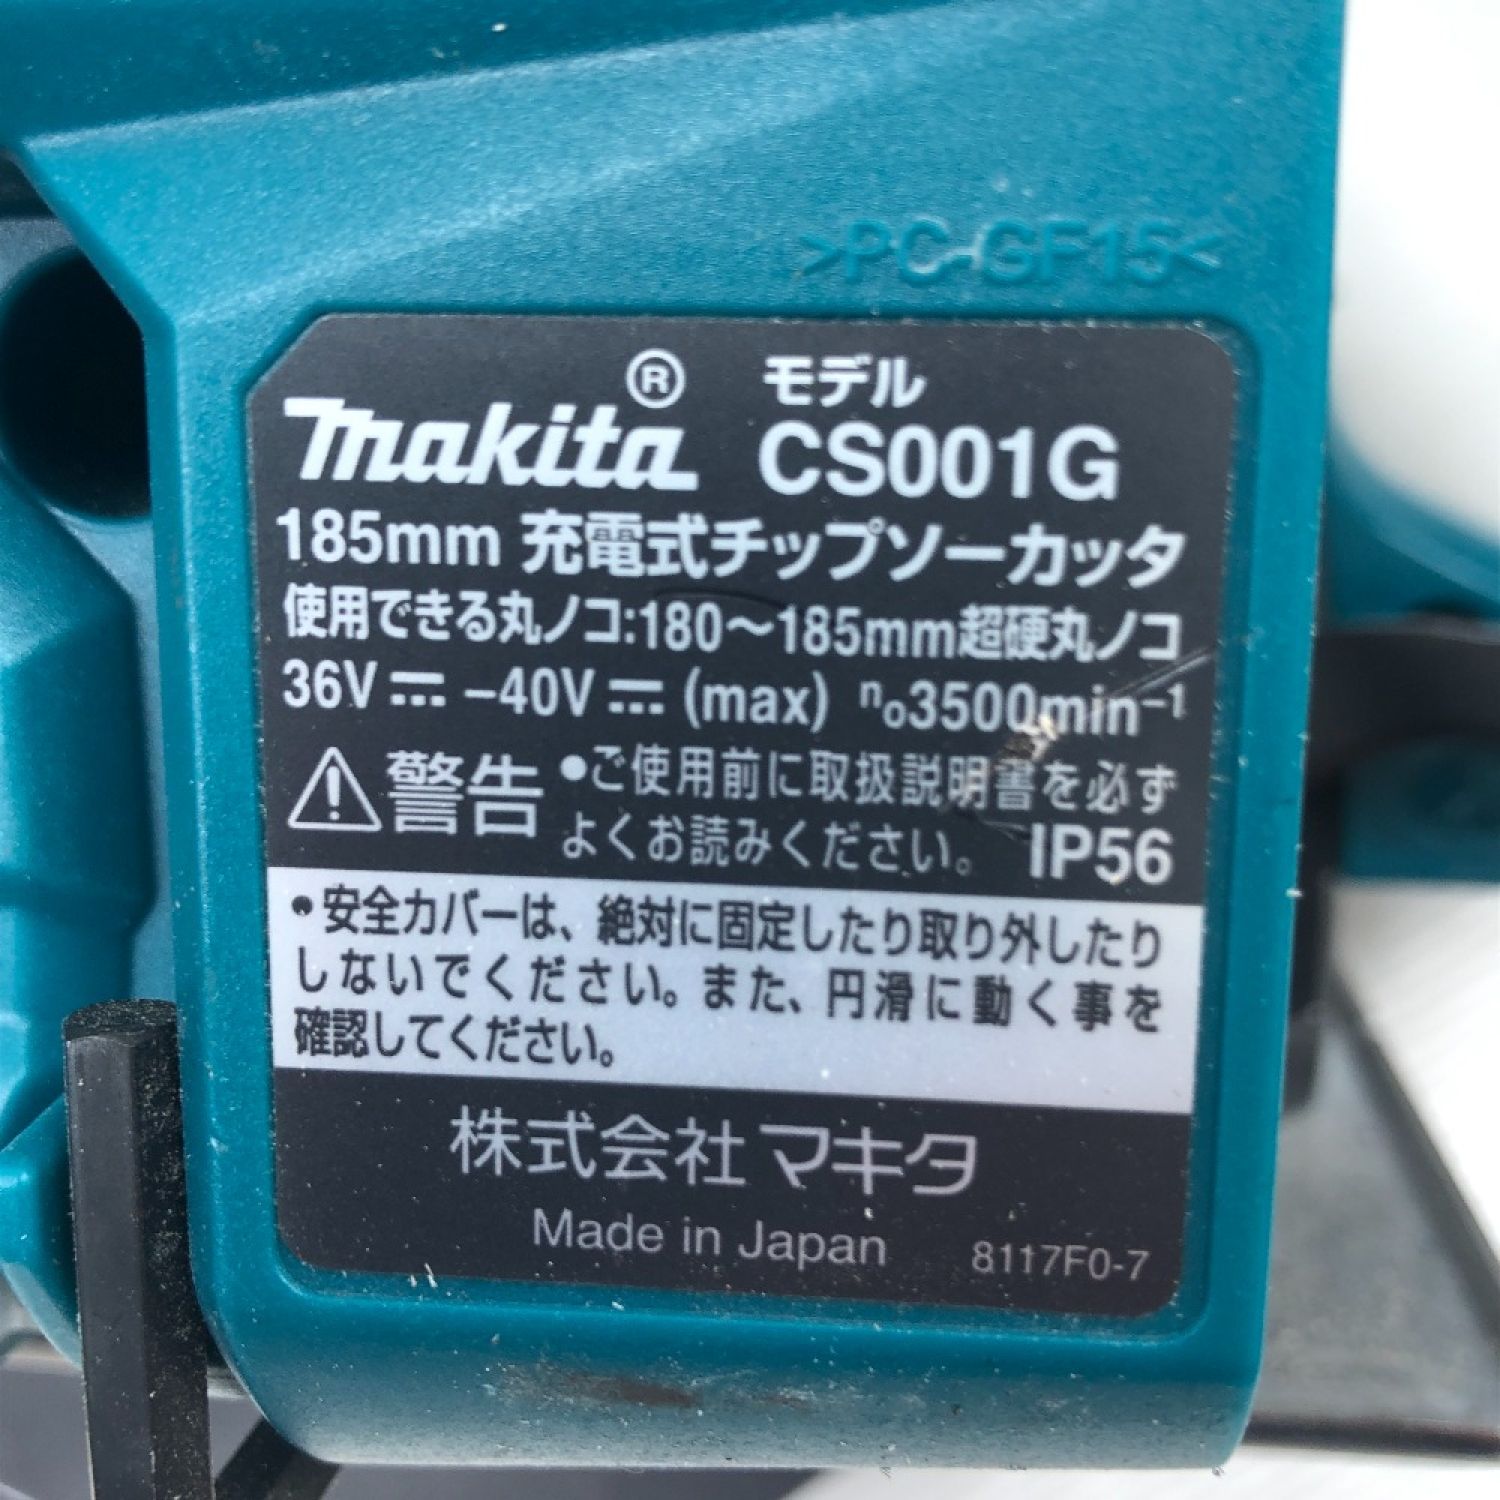 >PC-GF15<
makita® モデル CS001G
185mm 充電式チップソーカッタ
使用できる丸ノコ:180〜185mm超硬丸ノコ
36V⎓ -40V⎓ (max) n₀3500min⁻¹
⚠警告 •ご使用前に取扱説明書を必ず
よくお読みください。 IP56
•安全カバーは、絶対に固定したり取り外したり
しないでください。また、円滑に動く事を
確認してください。
株式会社マキタ
Made in Japan 8117F0-7